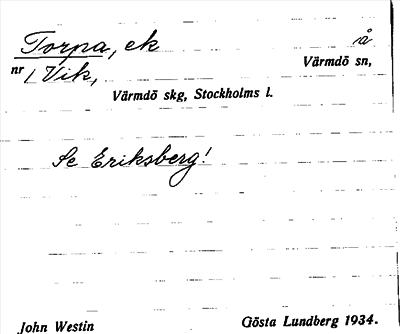 Torpa, ek å
nr 1 Vik, Värmdö sn,
Värmdö skg, Stockholms l.
Se Eriksberg!
John Westin Gösta Lundberg 1934.